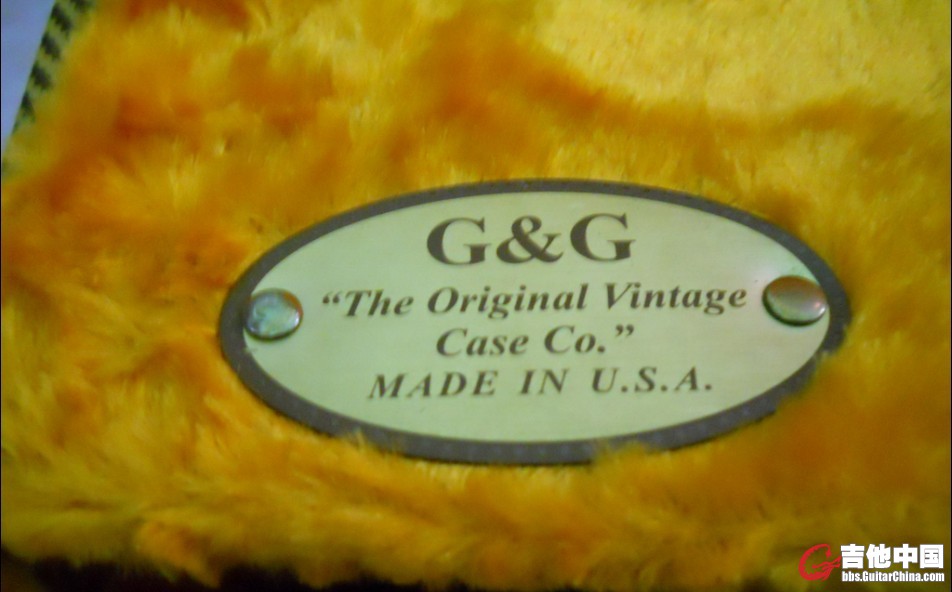 G&G
“The Original Vintage
Case Co.”
MADE IN U.S.A.
吉他中国
bbs.GuitarChina.com